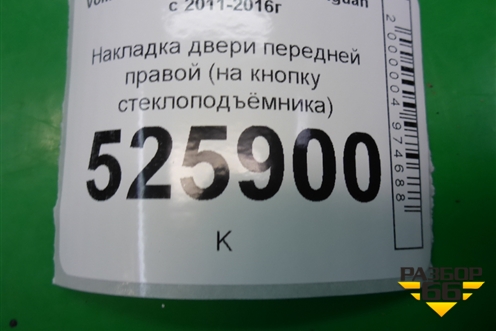 с 2011-2016г
Накладка двери передней
правой (на кнопку
стеклоподъёмника)
525900
К
2000004974688
РАЗБОР
66